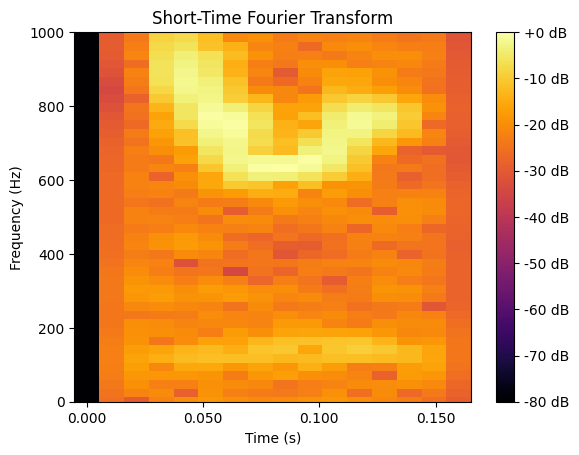 Short-Time Fourier Transform
Frequency (Hz)
1000
800
600
400
200
0
0.000
0.050
0.100
0.150
Time (s)
+0 dB
-10 dB
-20 dB
-30 dB
-40 dB
-50 dB
-60 dB
-70 dB
-80 dB